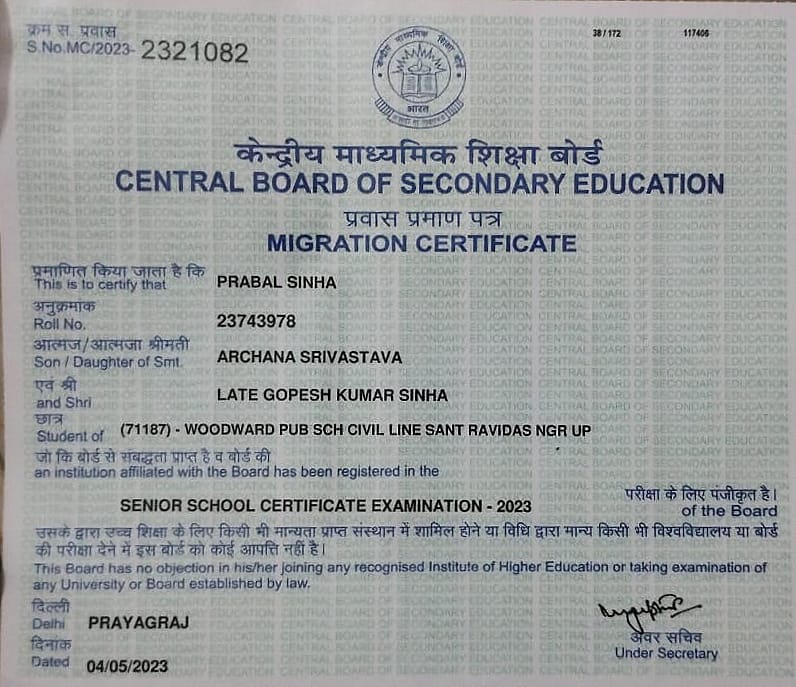 क्रम स. प्रवास
S.No.MC/2023- 2321082
38/172 117406
केन्द्रीय माध्यमिक शिक्षा बोर्ड
भारत
केन्द्रीय माध्यमिक शिक्षा बोर्ड
CENTRAL BOARD OF SECONDARY EDUCATION
प्रवास प्रमाण पत्र
MIGRATION CERTIFICATE
प्रमाणित किया जाता है कि
This is to certify that PRABAL SINHA
अनुक्रमांक
Roll No. 23743978
आत्मज/आत्मजा श्रीमती
Son / Daughter of Smt. ARCHANA SRIVASTAVA
एवं श्री
and Shri LATE GOPESH KUMAR SINHA
छात्र
Student of (71187) - WOODWARD PUB SCH CIVIL LINE SANT RAVIDAS NGR UP
जो कि बोर्ड से संबद्धता प्राप्त है व बोर्ड की
an institution affiliated with the Board has been registered in the
परीक्षा के लिए पंजीकृत है।
SENIOR SCHOOL CERTIFICATE EXAMINATION - 2023 of the Board
उसके द्वारा उच्च शिक्षा के लिए किसी भी मान्यता प्राप्त संस्थान में शामिल होने या विधि द्वारा मान्य किसी भी विश्वविद्यालय या बोर्ड
की परीक्षा देने में इस बोर्ड को कोई आपत्ति नहीं है।
This Board has no objection in his/her joining any recognised Institute of Higher Education or taking examination of
any University or Board established by law.
दिल्ली
Delhi PRAYAGRAJ
दिनांक
Dated 04/05/2023
अवर सचिव
Under Secretary